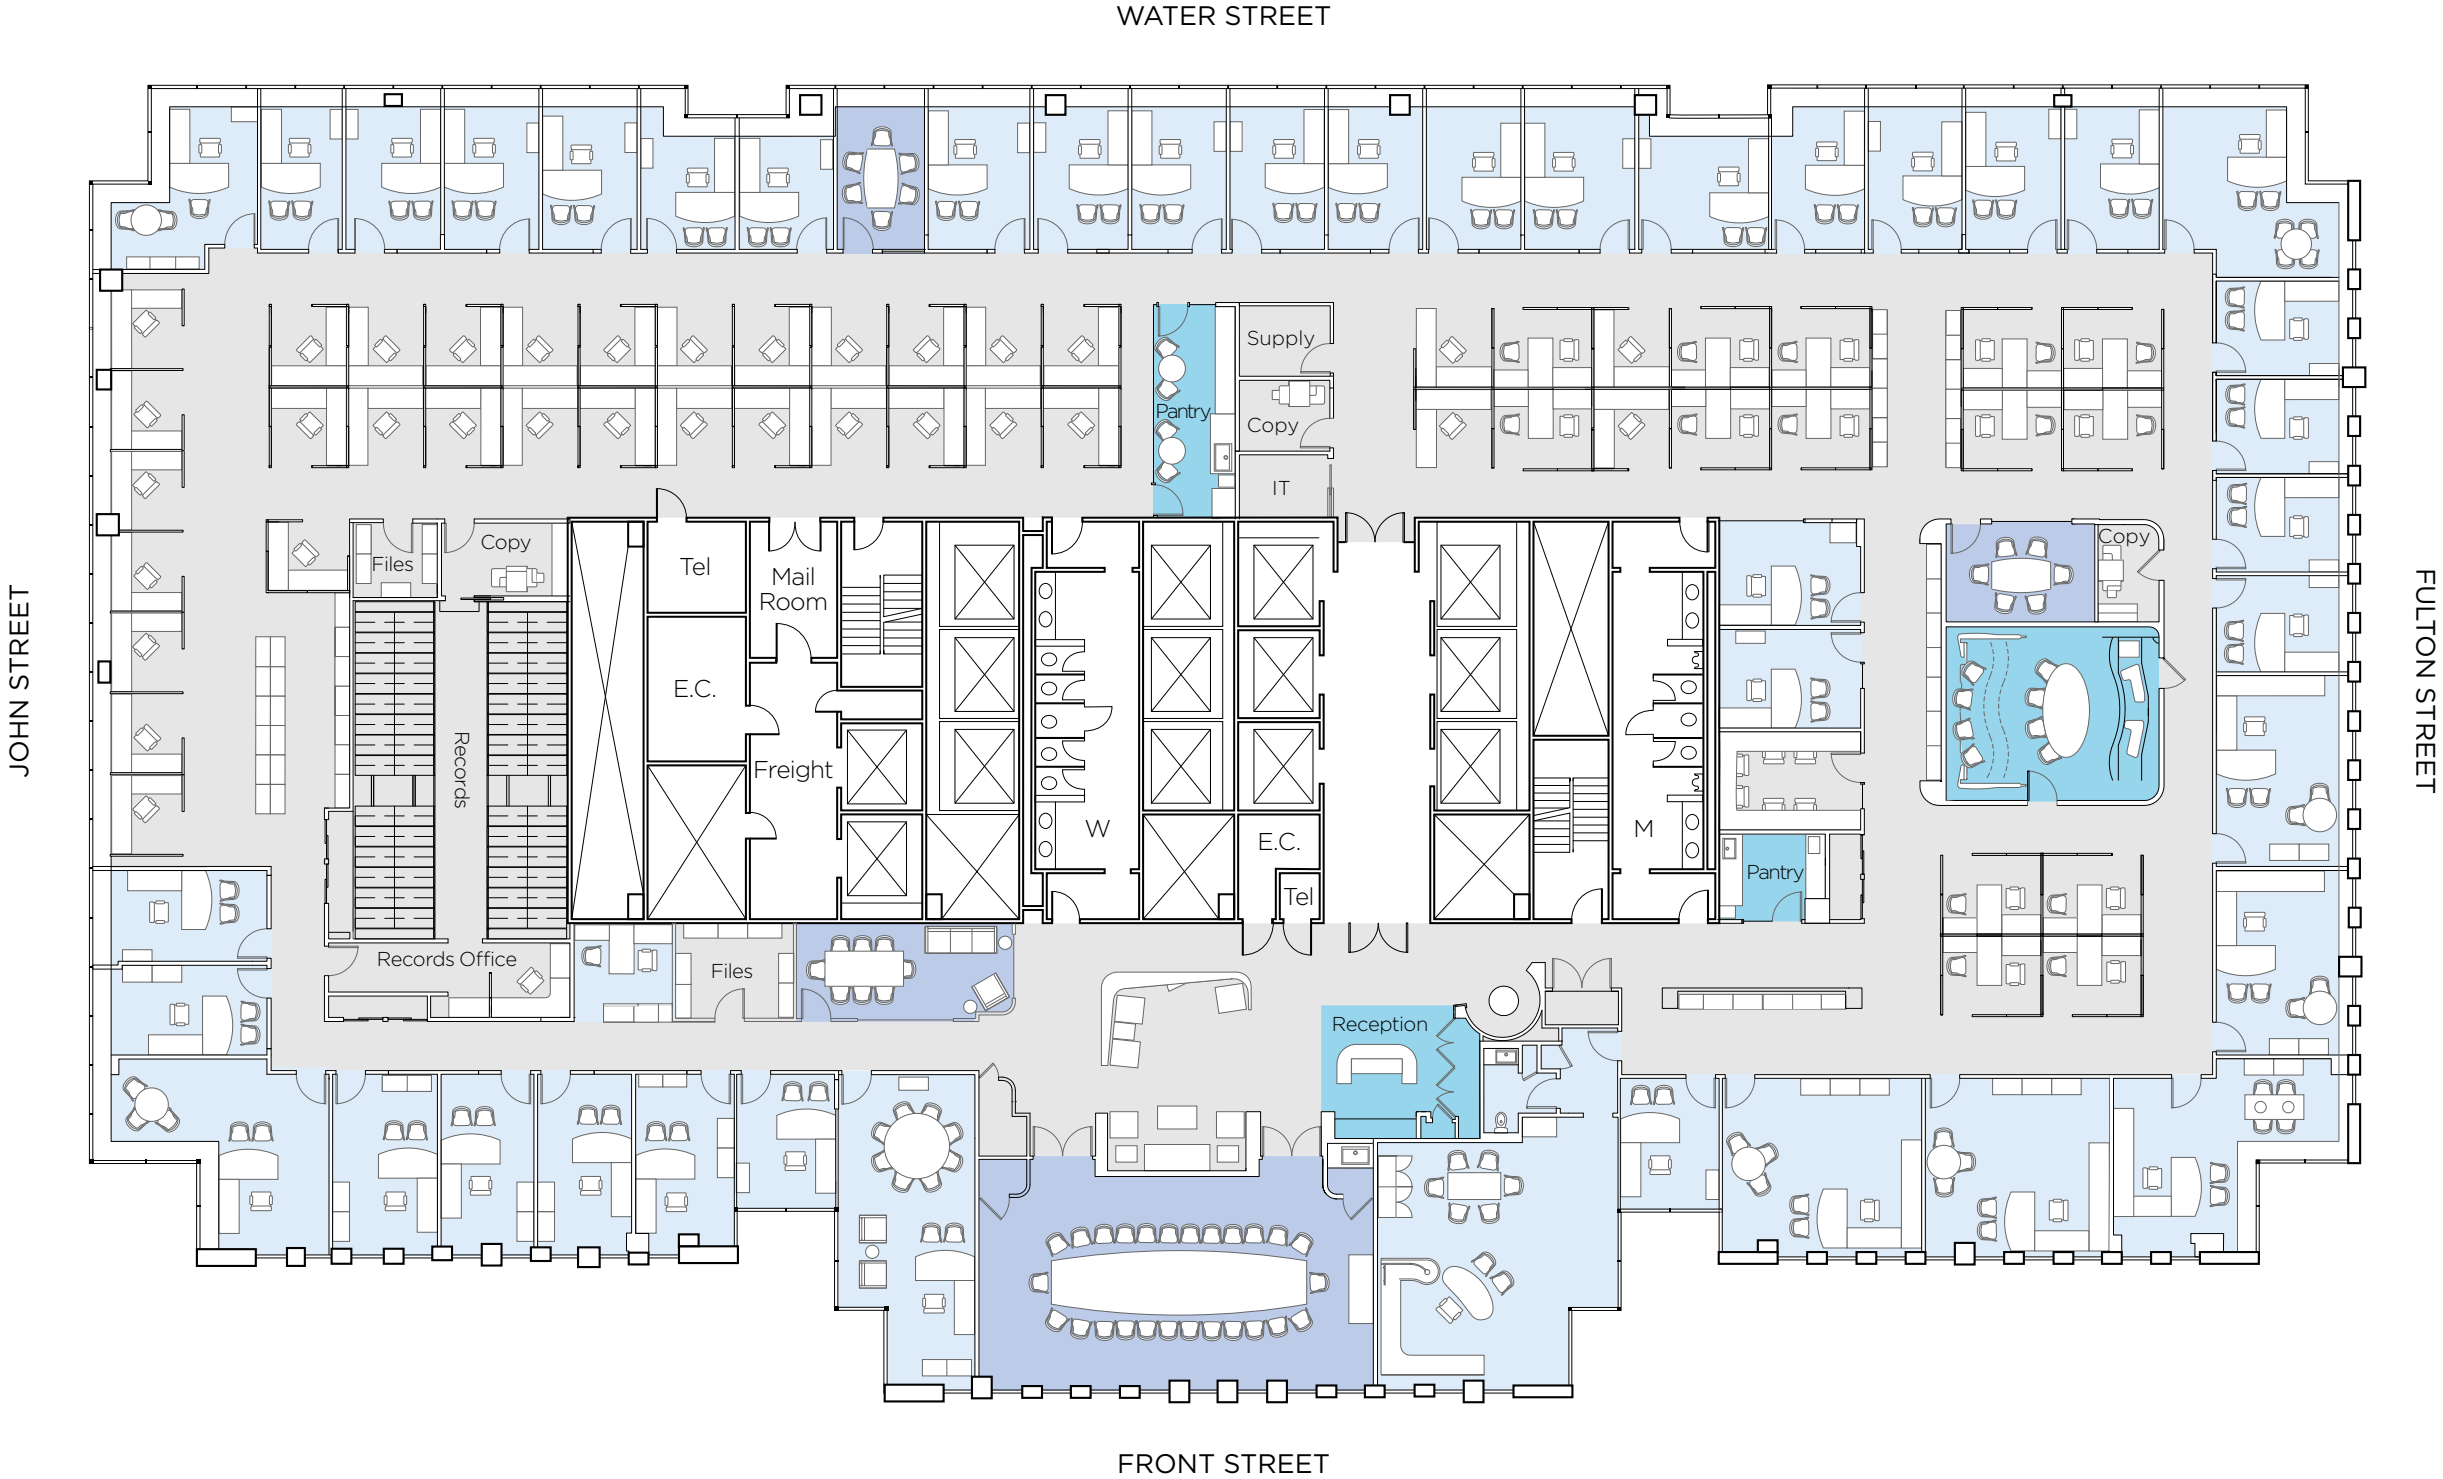 WATER STREET
Supply
Pantry
Copy
IT
Copy
Files
Tel
Mail
Room
Copy
JOHN STREET
FULTON STREET
E.C.
Records
Freight
W
E.C.
M
Pantry
Tel
Records Office
Files
Reception
FRONT STREET